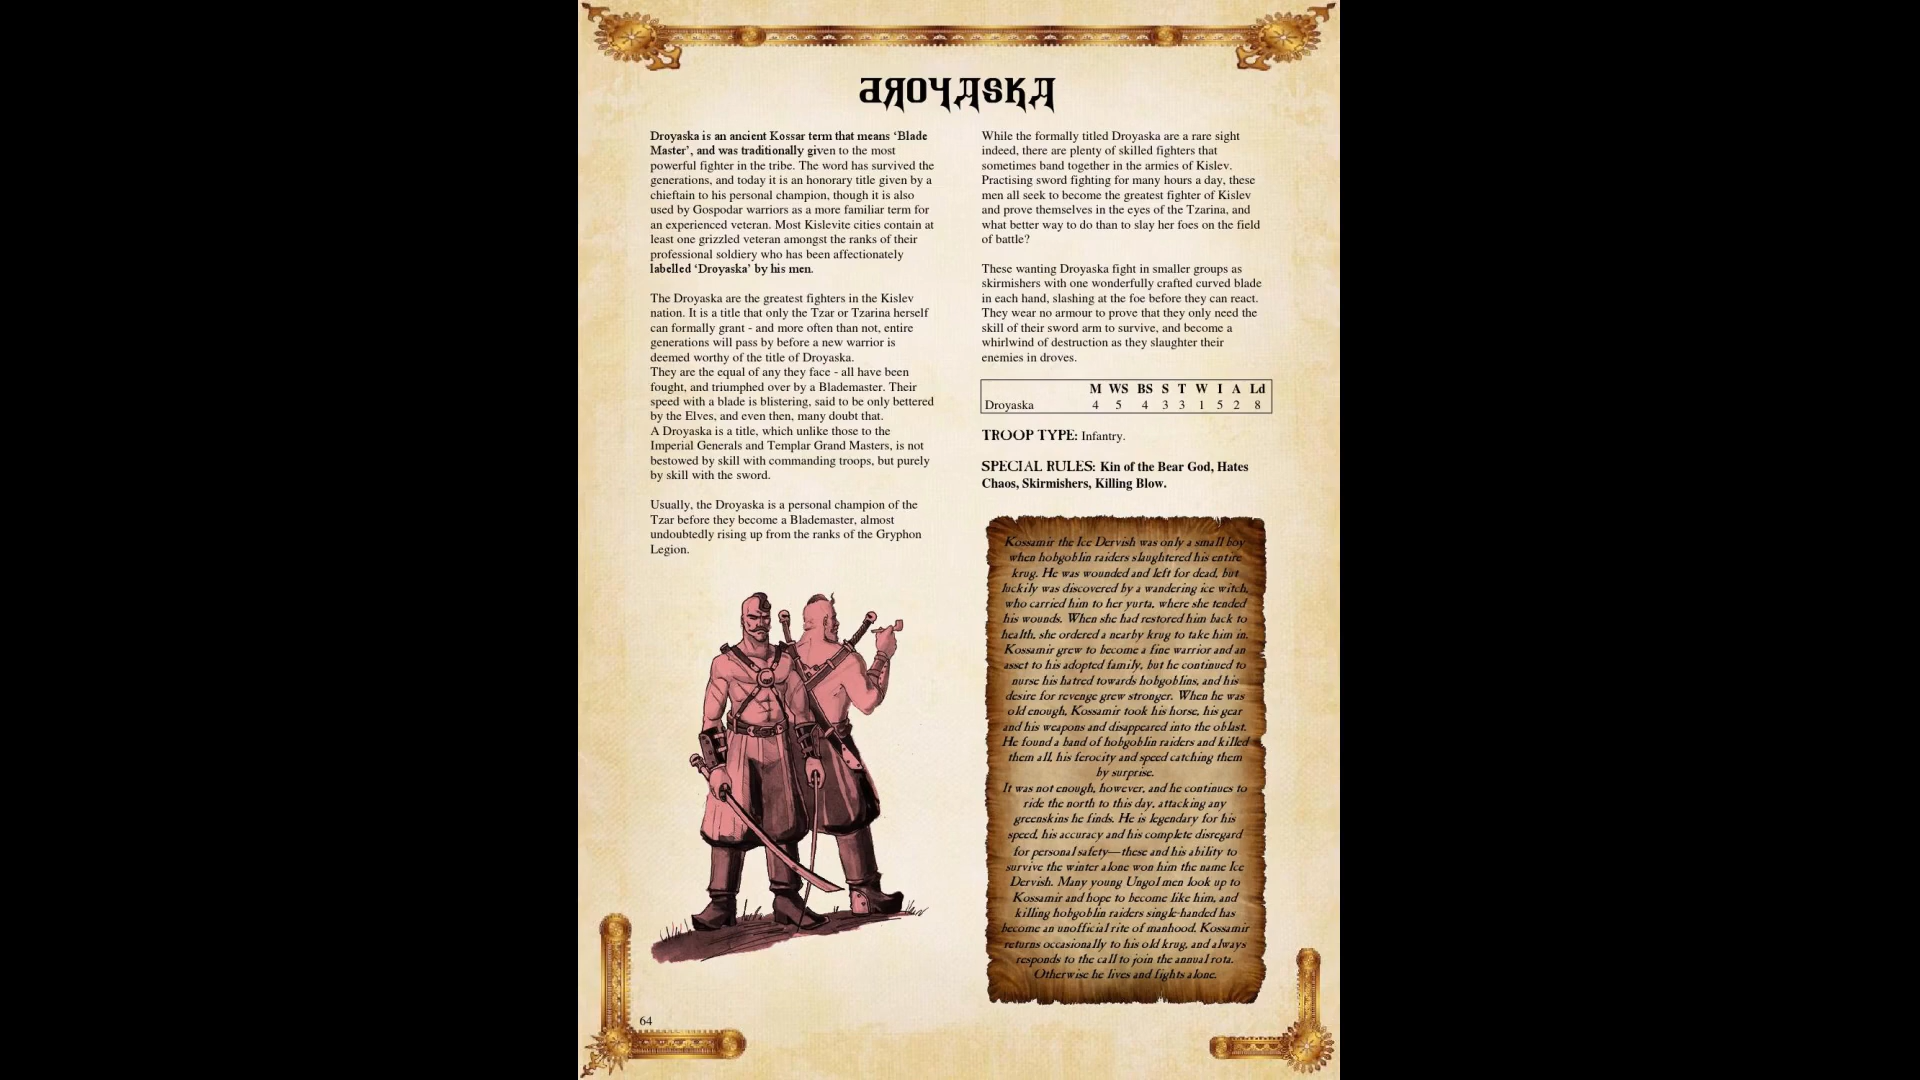 DROYASKA
Droyaska is an ancient Kossar term that means ‘Blade
Master’, and was traditionally given to the most
powerful fighter in the tribe. The word has survived the
generations, and today it is an honorary title given by a
chieftain to his personal champion, though it is also
used by Gospodar warriors as a more familiar term for
an experienced veteran. Most Kislevite cities contain at
least one grizzled veteran amongst the ranks of their
professional soldiery who has been affectionately
labelled ‘Droyaska’ by his men.
The Droyaska are the greatest fighters in the Kislev
nation. It is a title that only the Tzar or Tzarina herself
can formally grant - and more often than not, entire
generations will pass by before a new warrior is
deemed worthy of the title of Droyaska.
They are the equal of any they face - all have been
fought, and triumphed over by a Blademaster. Their
speed with a blade is blistering, said to be only bettered
by the Elves, and even then, many doubt that.
A Droyaska is a title, which unlike those to the
Imperial Generals and Templar Grand Masters, is not
bestowed by skill with commanding troops, but purely
by skill with the sword.
Usually, the Droyaska is a personal champion of the
Tzar before they become a Blademaster, almost
undoubtedly rising up from the ranks of the Gryphon
Legion.
While the formally titled Droyaska are a rare sight
indeed, there are plenty of skilled fighters that
sometimes band together in the armies of Kislev.
Practising sword fighting for many hours a day, these
men all seek to become the greatest fighter of Kislev
and prove themselves in the eyes of the Tzarina, and
what better way to do than to slay her foes on the field
of battle?
These wanting Droyaska fight in smaller groups as
skirmishers with one wonderfully crafted curved blade
in each hand, slashing at the foe before they can react.
They wear no armour to prove that they only need the
skill of their sword arm to survive, and become a
whirlwind of destruction as they slaughter their
enemies in droves.
M WS BS S T W I A Ld
Droyaska 4 5 4 3 3 1 5 2 8
TROOP TYPE: Infantry.
SPECIAL RULES: Kin of the Bear God, Hates
Chaos, Skirmishers, Killing Blow.
Kossamir the Ice Dervish was only a small boy
when hobgoblin raiders slaughtered his entire
krug. He was wounded and left for dead, but
luckily was discovered by a wandering ice witch,
who carried him to her yurta, where she tended
his wounds. When she had restored him back to
health, she ordered a nearby krug to take him in.
Kossamir grew to become a fine warrior and an
asset to his adopted family, but he continued to
nurse his hatred towards hobgoblins, and his
desire for revenge grew stronger. When he was
old enough, Kossamir took his horse, his gear
and his weapons and disappeared into the oblast.
He found a band of hobgoblin raiders and killed
them all, his ferocity and speed catching them
by surprise.
It was not enough, however, and he continues to
ride the north to this day, attacking any
greenskins he finds. He is legendary for his
speed, his accuracy and his complete disregard
for personal safety—these and his ability to
survive the winter alone won him the name Ice
Dervish. Many young Ungol men look up to
Kossamir and hope to become like him, and
killing hobgoblin raiders single-handed has
become an unofficial rite of manhood. Kossamir
returns occasionally to his old krug, and always
responds to the call to join the annual rota.
Otherwise he lives and fights alone.
64